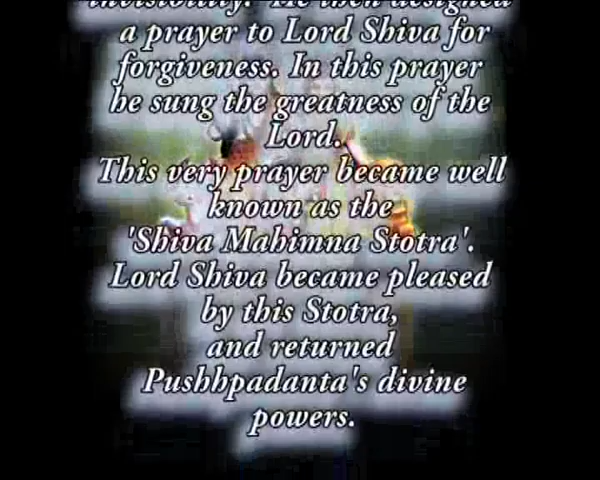 invisibility. He then designed
a prayer to Lord Shiva for
forgiveness. In this prayer
he sung the greatness of the
Lord.
This very prayer became well
known as the
'Shiva Mahimna Stotra'.
Lord Shiva became pleased
by this Stotra,
and returned
Pushhpadanta's divine
powers.